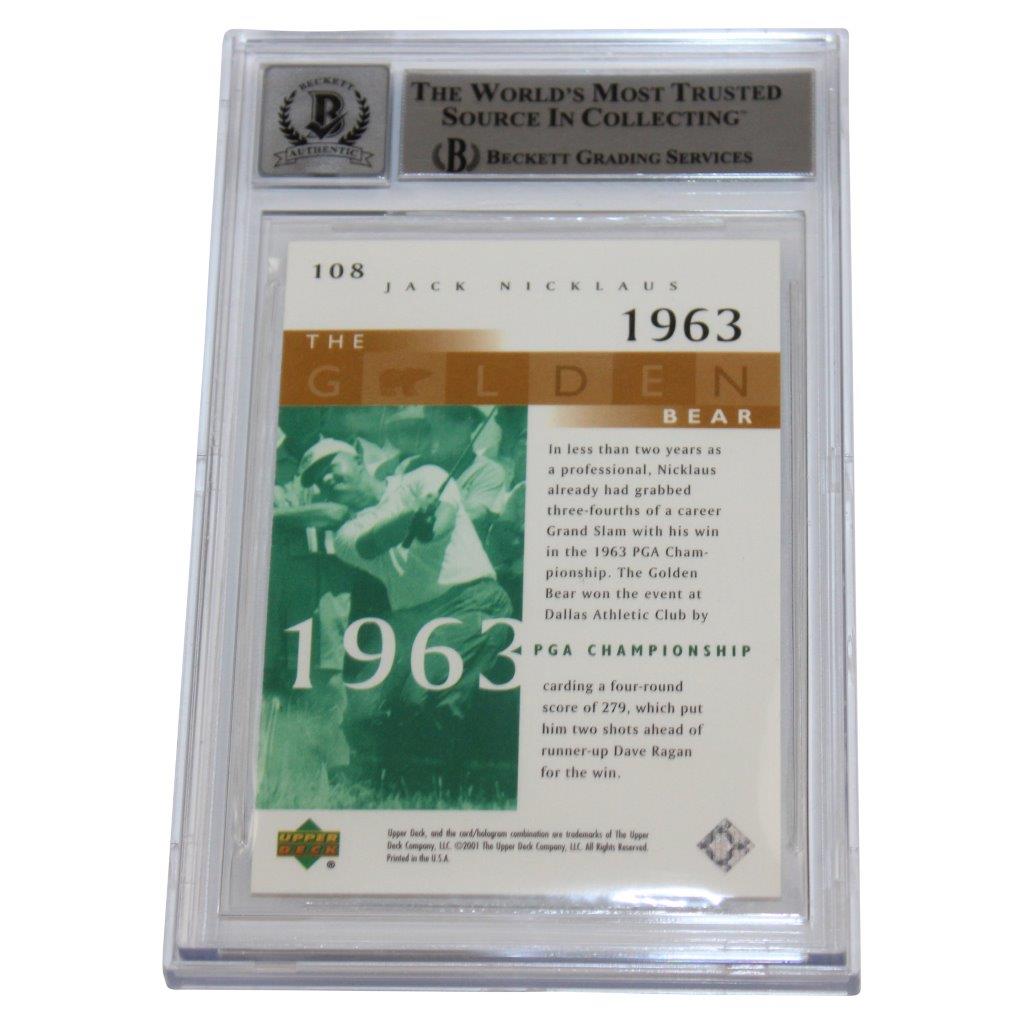 BECKETT
B
AUTHENTIC
THE WORLD'S MOST TRUSTED
SOURCE IN COLLECTING™
B BECKETT GRADING SERVICES
108
JACK NICKLAUS
1963
THE
G LDEN
BEAR
In less than two years as
a professional, Nicklaus
already had grabbed
three-fourths of a career
Grand Slam with his win
in the 1963 PGA Cham-
pionship. The Golden
Bear won the event at
Dallas Athletic Club by
1963
PGA CHAMPIONSHIP
carding a four-round
score of 279, which put
him two shots ahead of
runner-up Dave Ragan
for the win.
UPPER
DECK
®
Upper Deck, and the card/hologram combination are trademarks of The Upper
Deck Company, LLC. ©2001 The Upper Deck Company, LLC. All Rights Reserved.
Printed in the U.S.A.